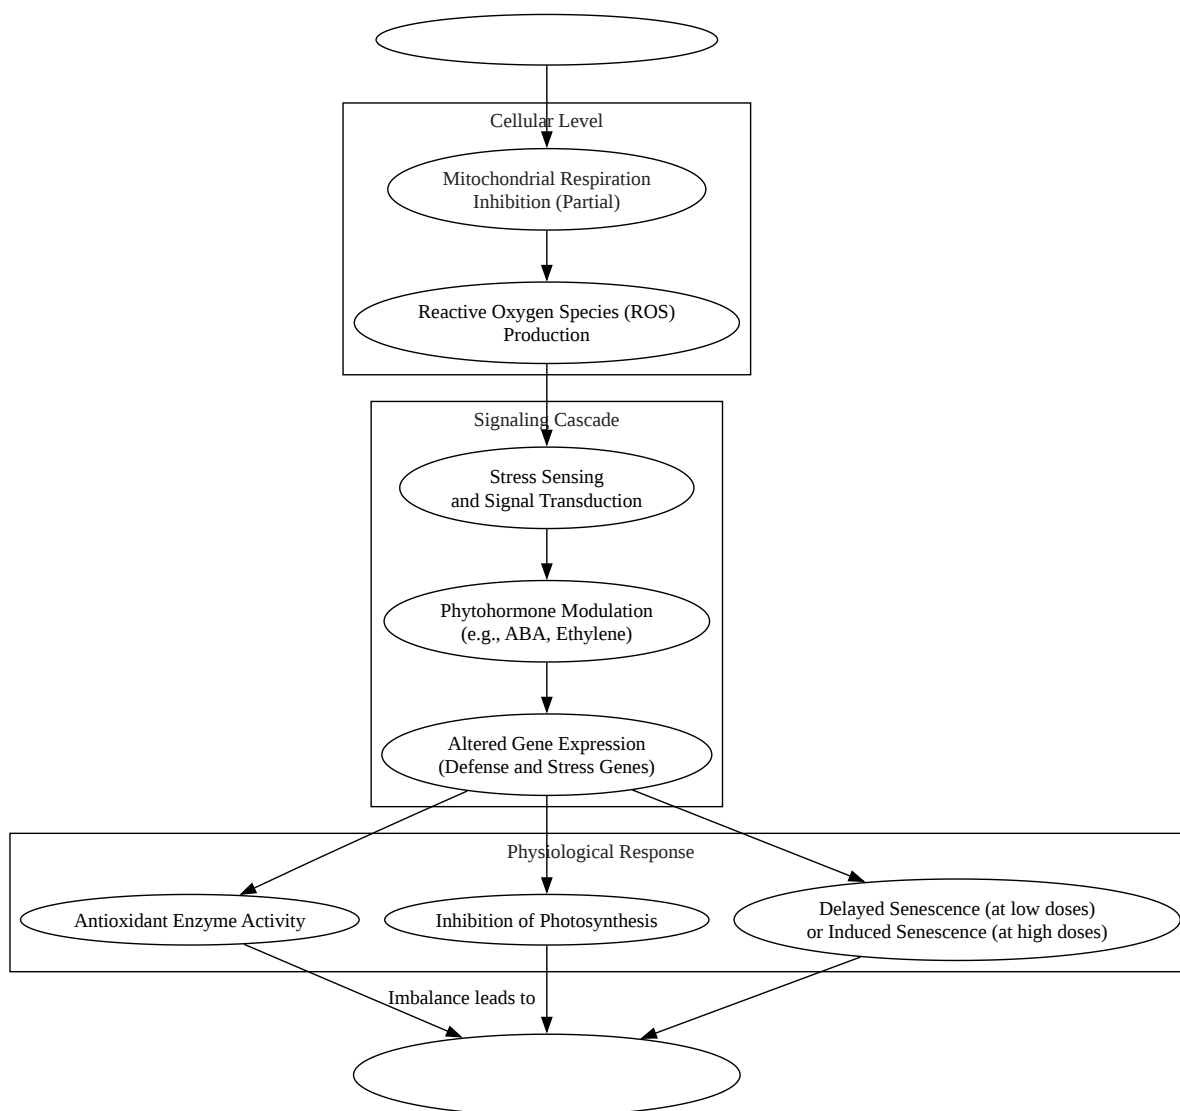 Cellular Level
Mitochondrial Respiration
Inhibition (Partial)
Reactive Oxygen Species (ROS)
Production
Signaling Cascade
Stress Sensing
and Signal Transduction
Phytohormone Modulation
(e.g., ABA, Ethylene)
Altered Gene Expression
(Defense and Stress Genes)
Physiological Response
Antioxidant Enzyme Activity
Inhibition of Photosynthesis
Delayed Senescence (at low doses)
or Induced Senescence (at high doses)
Imbalance leads to